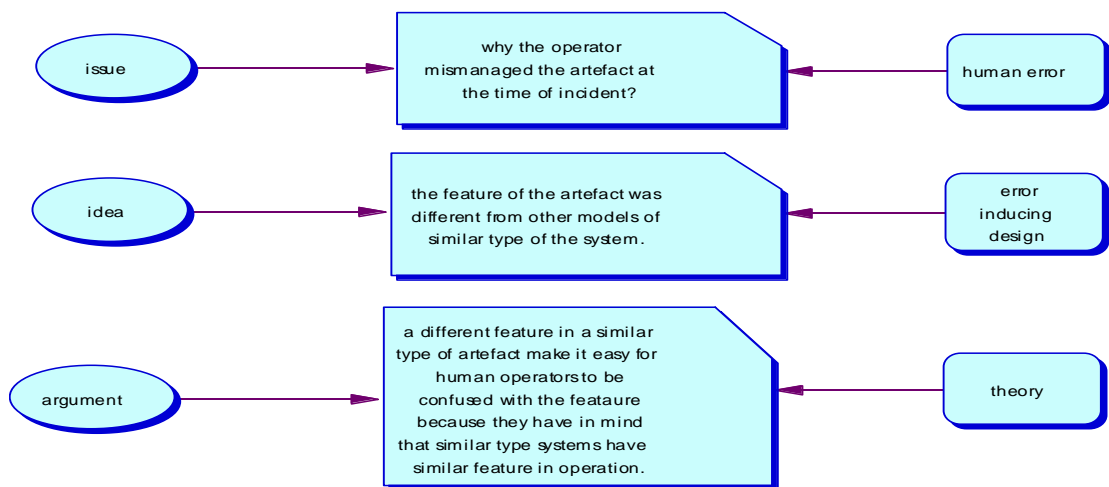 issue
why the operator
mismanaged the artefact at
the time of incident?
human error
idea
the feature of the artefact was
different from other models of
similar type of the system.
error
inducing
design
argument
a different feature in a similar
type of artefact make it easy for
human operators to be
confused with the feataure
because they have in mind
that similar type systems have
similar feature in operation.
theory